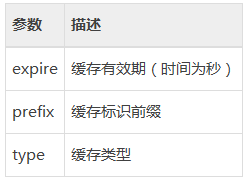 参数 描述
expire 缓存有效期（时间为秒）
prefix 缓存标识前缀
type 缓存类型